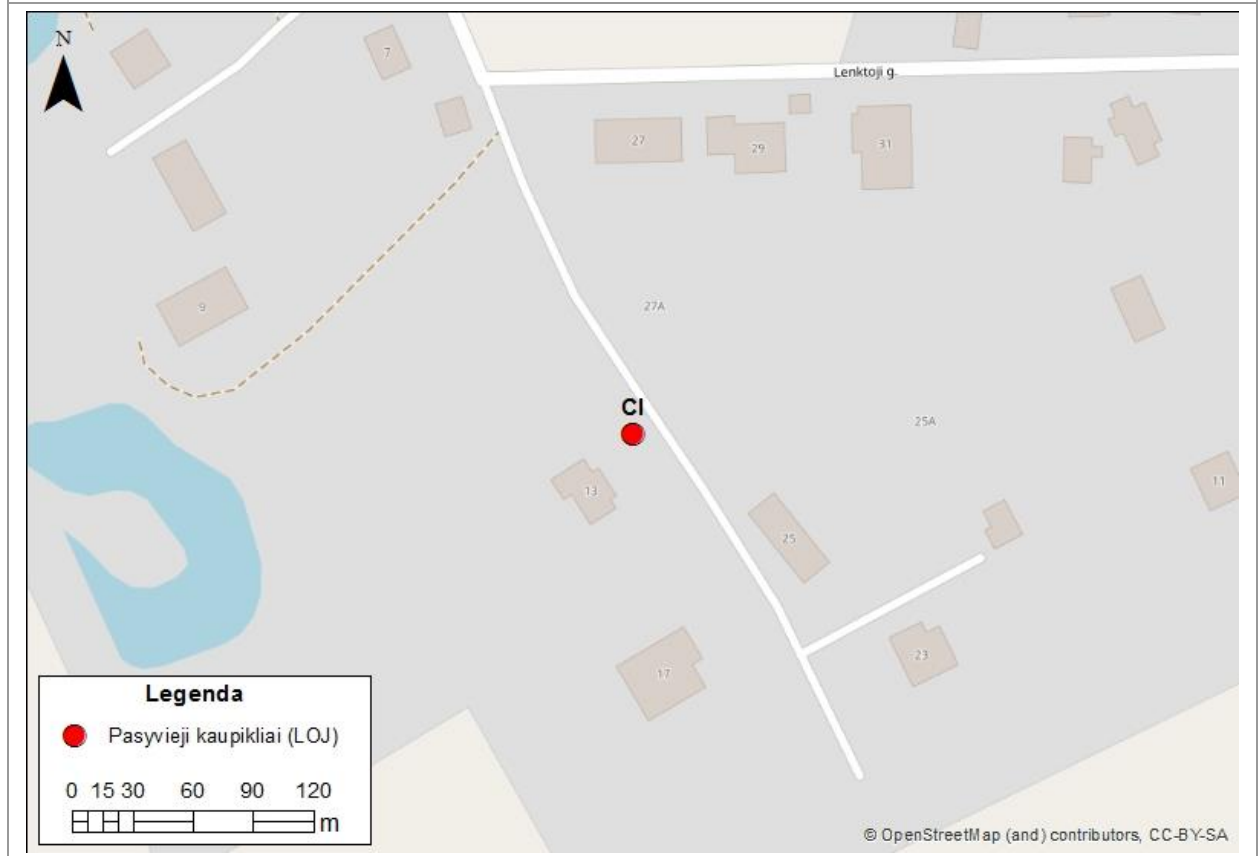 N
7
Lenktoji g.
27
29
31
9
27A
CI
25A
13
11
25
23
17
Legenda
Pasyvieji kaupikliai (LOJ)
0 15 30 60 90 120
m
© OpenStreetMap (and) contributors, CC-BY-SA